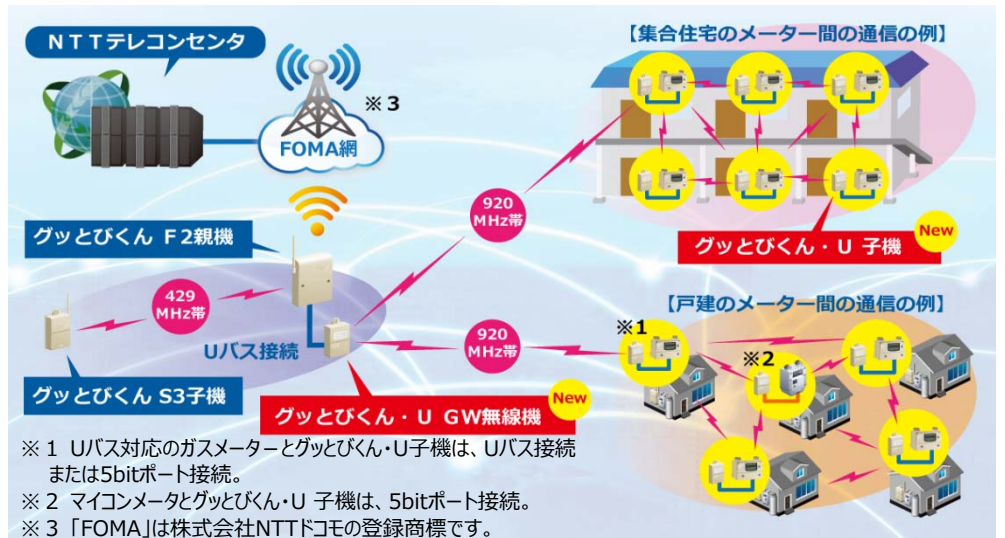 NTTテレコンセンタ
※3
FOMA網
【集合住宅のメーター間の通信の例】
920
MHz帯
グッとびくん F2親機
グッとびくん・U 子機
New
429
MHz帯
Uバス接続
920
MHz帯
【戸建のメーター間の通信の例】
※1
※2
グッとびくん S3子機
グッとびくん・U GW無線機
New
※1 Uバス対応のガスメーターとグッとびくん・U子機は、Uバス接続
または5bitポート接続。
※2 マイコンメータとグッとびくん・U 子機は、5bitポート接続。
※3 「FOMA」は株式会社NTTドコモの登録商標です。